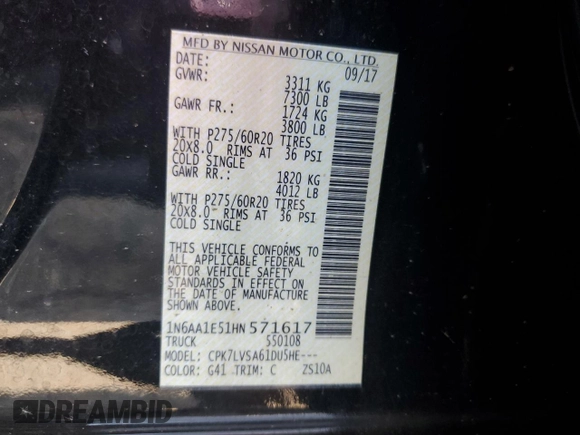 MFD BY NISSAN MOTOR CO., LTD.
DATE: 09/17
GVWR: 3311 KG
7300 LB
GAWR FR.: 1724 KG
3800 LB
WITH P275/60R20 TIRES
20X8.0 RIMS AT 36 PSI
COLD SINGLE
GAWR RR.: 1820 KG
4012 LB
WITH P275/60R20 TIRES
20X8.0 RIMS AT 36 PSI
COLD SINGLE
THIS VEHICLE CONFORMS TO
ALL APPLICABLE FEDERAL
MOTOR VEHICLE SAFETY
STANDARDS IN EFFECT ON
THE DATE OF MANUFACTURE
SHOWN ABOVE.
1N6AA1E51HN571617
TRUCK S50108
MODEL: CPK7LVSA61DU5HE---
COLOR: G41 TRIM: C ZS10A
DREAMBID